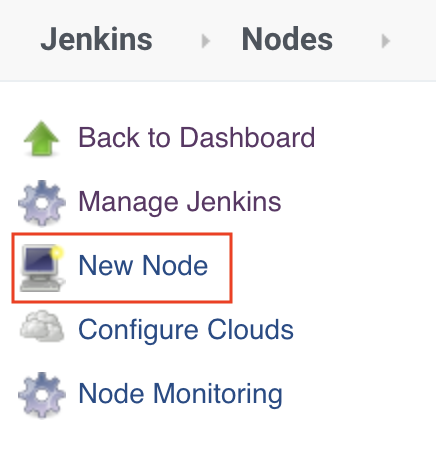 Jenkins Nodes
Back to Dashboard
Manage Jenkins
New Node
Configure Clouds
Node Monitoring